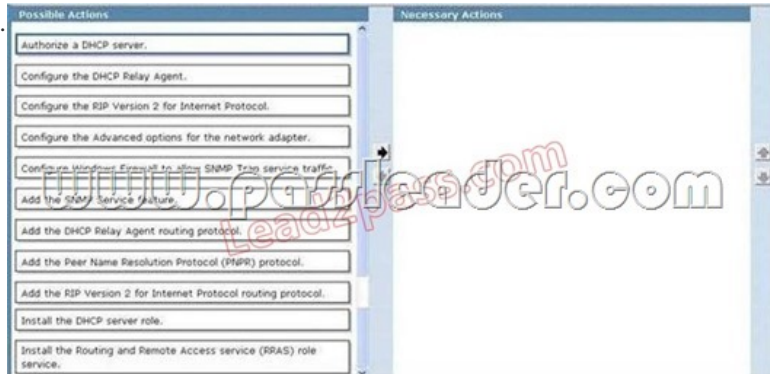 Possible Actions
Necessary Actions
Authorize a DHCP server.
Configure the DHCP Relay Agent.
Configure the RIP Version 2 for Internet Protocol.
Configure the Advanced options for the network adapter.
Configure Windows Firewall to allow SNMP Trap service traffic.
Add the SNMP Service feature.
Add the DHCP Relay Agent routing protocol.
Add the Peer Name Resolution Protocol (PNPR) protocol.
Add the RIP Version 2 for Internet Protocol routing protocol.
Install the DHCP server role.
Install the Routing and Remote Access service (RRAS) role
service.
www.passleader.com
Lead2pass.com